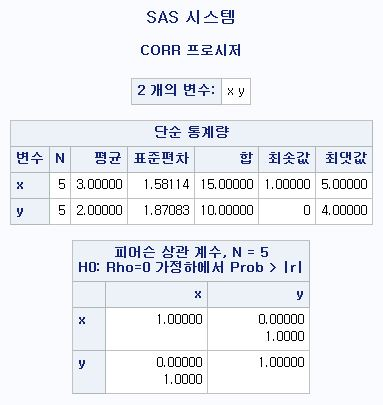 SAS 시스템
CORR 프로시저
2 개의 변수: x y
단순 통계량
변수 N 평균 표준편차 합 최솟값 최댓값
x 5 3.00000 1.58114 15.00000 1.00000 5.00000
y 5 2.00000 1.87083 10.00000 0 4.00000
피어슨 상관 계수, N = 5
H0: Rho=0 가정하에서 Prob > |r|
x y
x 1.00000 0.00000
1.0000
y 0.00000 1.00000
1.0000